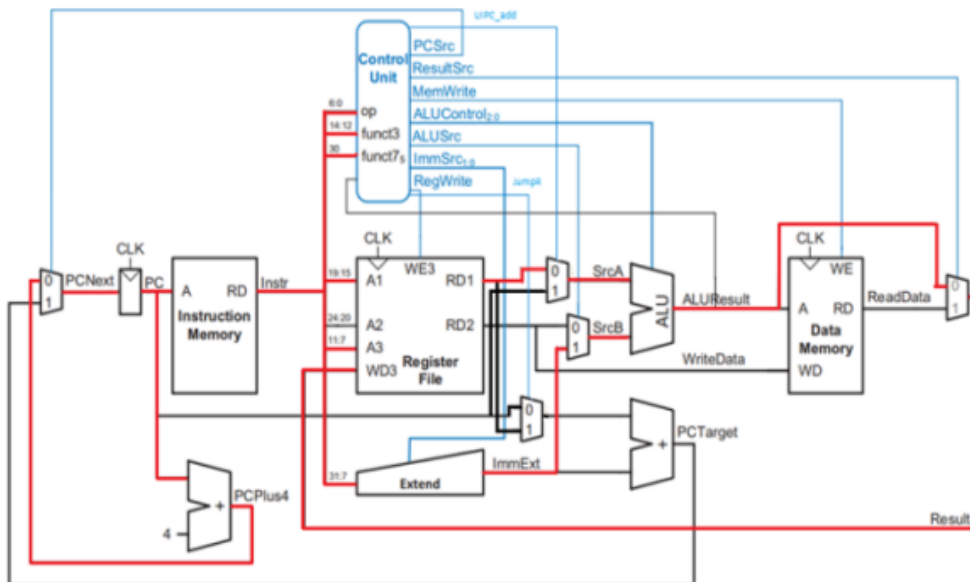 UIPC_add
PCSrc
Control
Unit
ResultSrc
MemWrite
6:0
op
ALUControl2:0
14:12
funct3
ALUSrc
30
funct75
ImmSrc1:0
RegWrite
JumpR
CLK
CLK
CLK
0
1
PCNext
PC
A
RD
Instruction
Memory
Instr
19:15
A1
WE3
RD1
24:20
A2
RD2
11:7
A3
Register
File
WD3
0
1
SrcA
0
1
SrcB
ALU
ALUResult
WE
A
RD
ReadData
Data
Memory
WD
WriteData
0
1
0
1
+
PCTarget
ImmExt
31:7
Extend
PCPlus4
+
4
Result